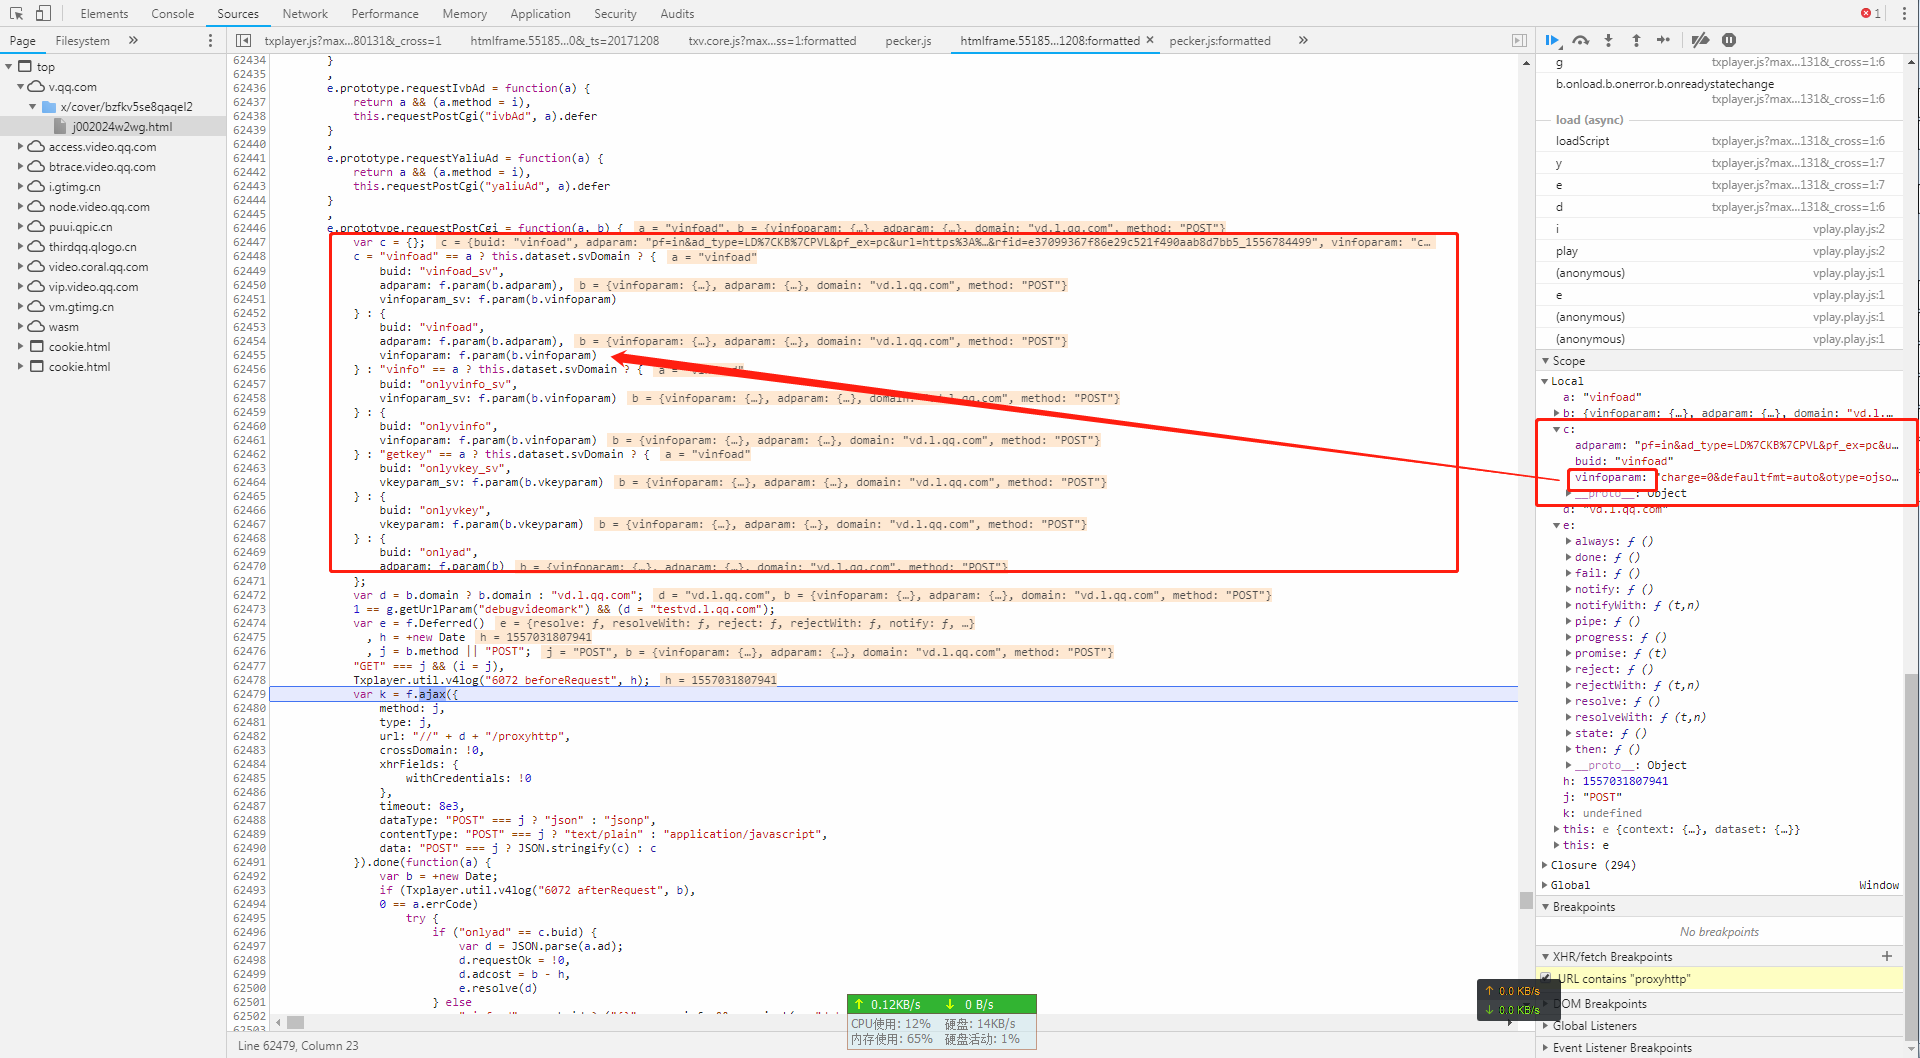 Elements Console Sources Network Performance Memory Application Security Audits 1
Page Filesystem » txplayer.js?max...80131&_cross=1 htmlframe.55185...0&_ts=20171208 txv.core.js?max...ss=1:formatted pecker.js htmlframe.55185...1208:formatted × pecker.js:formatted »
top
v.qq.com
x/cover/bzfkv5se8qaqel2
j002024w2wg.html
access.video.qq.com
btrace.video.qq.com
i.gtimg.cn
node.video.qq.com
puui.qpic.cn
thirdqq.qlogo.cn
video.coral.qq.com
vip.video.qq.com
vm.gtimg.cn
wasm
cookie.html
cookie.html
62434 }
62435 ,
62436 e.prototype.requestIvbAd = function(a) {
62437 return a && (a.method = i),
62438 this.requestPostCgi("ivbAd", a).defer
62439 }
62440 ,
62441 e.prototype.requestYaliuAd = function(a) {
62442 return a && (a.method = i),
62443 this.requestPostCgi("yaliuAd", a).defer
62444 }
62445 ,
62446 e.prototype.requestPostCgi = function(a, b) { a = "vinfoad", b = {vinfoparam: {…}, adparam: {…}, domain: "vd.l.qq.com", method: "POST"}
62447 var c = {}; c = {buid: "vinfoad", adparam: "pf=in&ad_type=LD%7CKB%7CPVL&pf_ex=pc&url=https%3A%…&rfid=e37099367f86e29c521f490aab8d7bb5_1556784499", vinfoparam: "c…
62448 c = "vinfoad" == a ? this.dataset.svDomain ? { a = "vinfoad"
62449 buid: "vinfoad_sv",
62450 adparam: f.param(b.adparam), b = {vinfoparam: {…}, adparam: {…}, domain: "vd.l.qq.com", method: "POST"}
62451 vinfoparam_sv: f.param(b.vinfoparam)
62452 } : {
62453 buid: "vinfoad",
62454 adparam: f.param(b.adparam), b = {vinfoparam: {…}, adparam: {…}, domain: "vd.l.qq.com", method: "POST"}
62455 vinfoparam: f.param(b.vinfoparam)
62456 } : "vinfo" == a ? this.dataset.svDomain ? { a =
62457 buid: "onlyvinfo_sv",
62458 vinfoparam_sv: f.param(b.vinfoparam) b = {vinfoparam: {…}, adparam: {…}, domain: "vd.l.qq.com", method: "POST"}
62459 } : {
62460 buid: "onlyvinfo",
62461 vinfoparam: f.param(b.vinfoparam) b = {vinfoparam: {…}, adparam: {…}, domain: "vd.l.qq.com", method: "POST"}
62462 } : "getkey" == a ? this.dataset.svDomain ? { a = "vinfoad"
62463 buid: "onlyvkey_sv",
62464 vkeyparam_sv: f.param(b.vkeyparam) b = {vinfoparam: {…}, adparam: {…}, domain: "vd.l.qq.com", method: "POST"}
62465 } : {
62466 buid: "onlyvkey",
62467 vkeyparam: f.param(b.vkeyparam) b = {vinfoparam: {…}, adparam: {…}, domain: "vd.l.qq.com", method: "POST"}
62468 } : {
62469 buid: "onlyad",
62470 adparam: f.param(b) b = {vinfoparam: {…}, adparam: {…}, domain: "vd.l.qq.com", method: "POST"}
62471 };
62472 var d = b.domain ? b.domain : "vd.l.qq.com"; d = "vd.l.qq.com", b = {vinfoparam: {…}, adparam: {…}, domain: "vd.l.qq.com", method: "POST"}
62473 1 == g.getUrlParam("debugvideomark") && (d = "testvd.l.qq.com");
62474 var e = f.Deferred() e = {resolve: ƒ, resolveWith: ƒ, reject: ƒ, rejectWith: ƒ, notify: ƒ, …}
62475 , h = +new Date h = 1557031807941
62476 , j = b.method || "POST"; j = "POST", b = {vinfoparam: {…}, adparam: {…}, domain: "vd.l.qq.com", method: "POST"}
62477 "GET" === j && (i = j),
62478 Txplayer.util.v4log("6072 beforeRequest", h); h = 1557031807941
62479 var k = f.ajax({
62480 method: j,
62481 type: j,
62482 url: "//" + d + "/proxyhttp",
62483 crossDomain: !0,
62484 xhrFields: {
62485 withCredentials: !0
62486 },
62487 timeout: 8e3,
62488 dataType: "POST" === j ? "json" : "jsonp",
62489 contentType: "POST" === j ? "text/plain" : "application/javascript",
62490 data: "POST" === j ? JSON.stringify(c) : c
62491 }).done(function(a) {
62492 var b = +new Date;
62493 if (Txplayer.util.v4log("6072 afterRequest", b),
62494 0 == a.errCode)
62495 try {
62496 if ("onlyad" == c.buid) {
62497 var d = JSON.parse(a.ad);
62498 d.requestOk = !0,
62499 d.adcost = b - h,
62500 e.resolve(d)
62501 } else
62502
62503
Line 62479, Column 23
g txplayer.js?max...131&_cross=1:6
b.onload.b.onerror.b.onreadystatechange
txplayer.js?max...131&_cross=1:6
load (async)
loadScript txplayer.js?max...131&_cross=1:6
y txplayer.js?max...131&_cross=1:7
e txplayer.js?max...131&_cross=1:7
d txplayer.js?max...131&_cross=1:6
i vplay.play.js:2
play vplay.play.js:2
(anonymous) vplay.play.js:1
e vplay.play.js:1
(anonymous) vplay.play.js:1
(anonymous) vplay.play.js:1
Scope
Local
a: "vinfoad"
b: {vinfoparam: {…}, adparam: {…}, domain: "vd.l.…
c:
adparam: "pf=in&ad_type=LD%7CKB%7CPVL&pf_ex=pc&u…
buid: "vinfoad"
vinfoparam: "charge=0&defaultfmt=auto&otype=ojso…
__proto__: Object
d: "vd.l.qq.com"
e:
always: ƒ ()
done: ƒ ()
fail: ƒ ()
notify: ƒ ()
notifyWith: ƒ (t,n)
pipe: ƒ ()
progress: ƒ ()
promise: ƒ (t)
reject: ƒ ()
rejectWith: ƒ (t,n)
resolve: ƒ ()
resolveWith: ƒ (t,n)
state: ƒ ()
then: ƒ ()
__proto__: Object
h: 1557031807941
j: "POST"
k: undefined
this: e {context: {…}, dataset: {…}}
this: e
Closure (294)
Global Window
Breakpoints
No breakpoints
XHR/fetch Breakpoints +
URL contains "proxyhttp"
DOM Breakpoints
Global Listeners
Event Listener Breakpoints
↑ 0.12KB/s ↓ 0 B/s
CPU使用: 12% 硬盘: 14KB/s
内存使用: 65% 硬盘活动: 1%
↑ 0.0 KB/s
↓ 0.0 KB/s